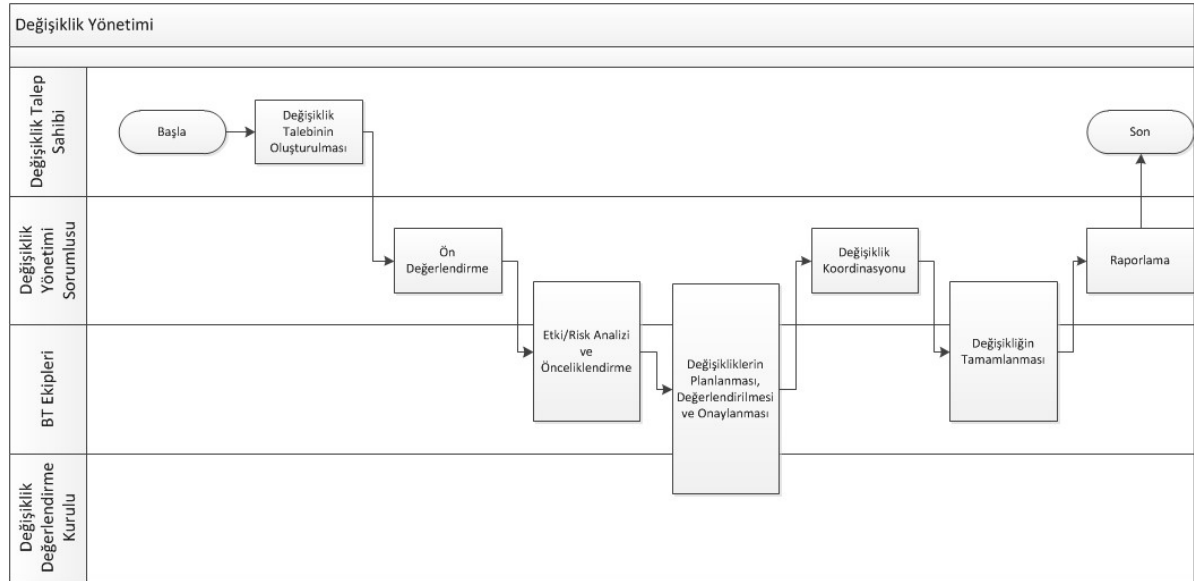 Değişiklik Yönetimi
Değişiklik Talep
Sahibi
Başla
Değişiklik
Talebinin
Oluşturulması
Son
Değişiklik
Yönetimi
Sorumlusu
Ön
Değerlendirme
Değişiklik
Koordinasyonu
Raporlama
BT Ekipleri
Etki/Risk Analizi
ve
Önceliklendirme
Değişikliklerin
Planlanması,
Değerlendirilmesi
ve Onaylanması
Değişikliğin
Tamamlanması
Değişiklik
Değerlendirme
Kurulu